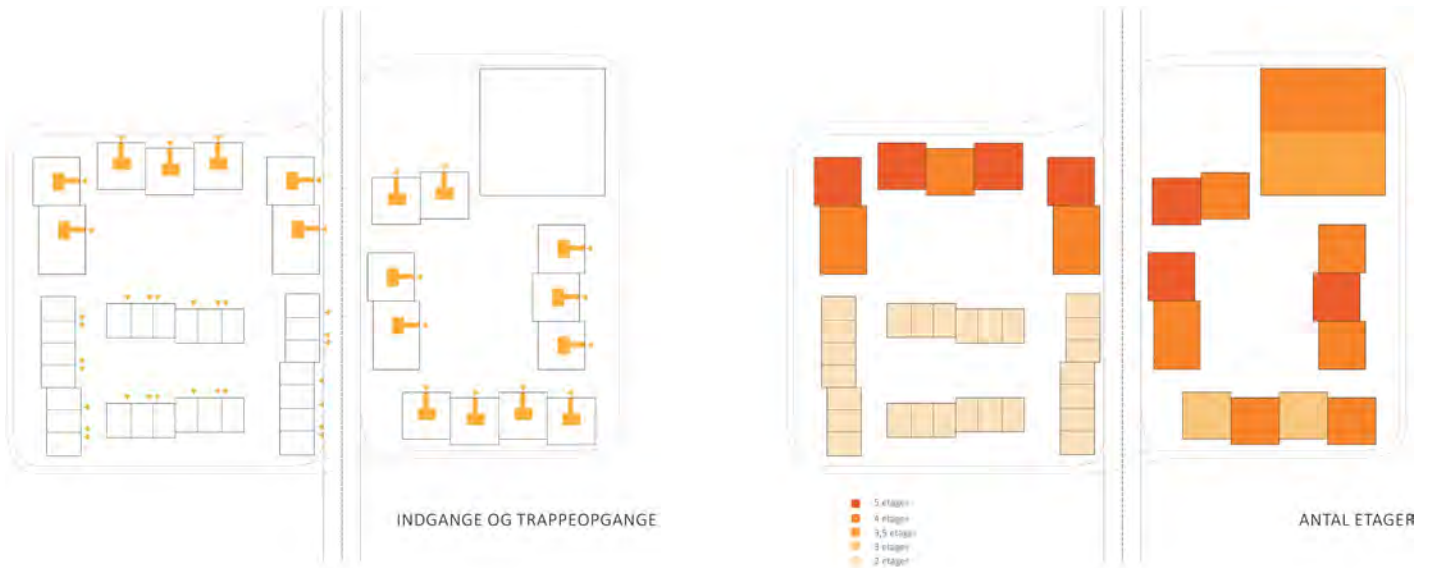 INDGANGE OG TRAPPEOPGANGE
5 etager
4 etager
3,5 etager
3 etager
2 etager
ANTAL ETAGER